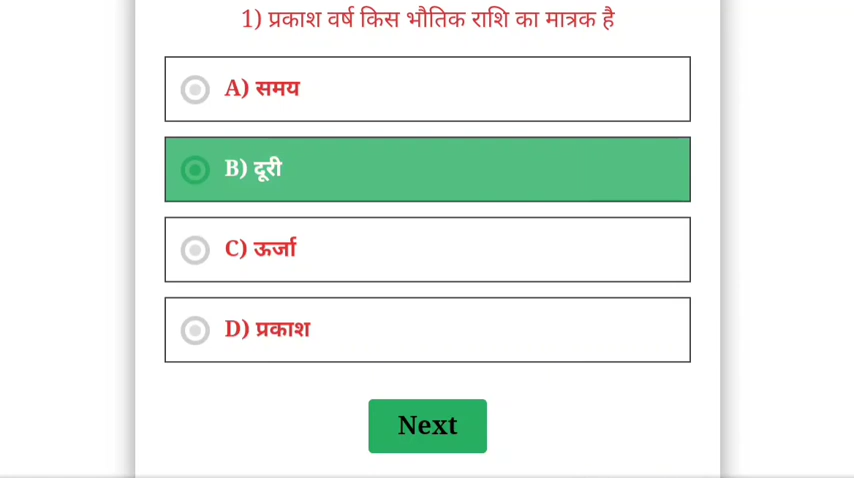 1) प्रकाश वर्ष किस भौतिक राशि का मात्रक है
A) समय
B) दूरी
C) ऊर्जा
D) प्रकाश
Next